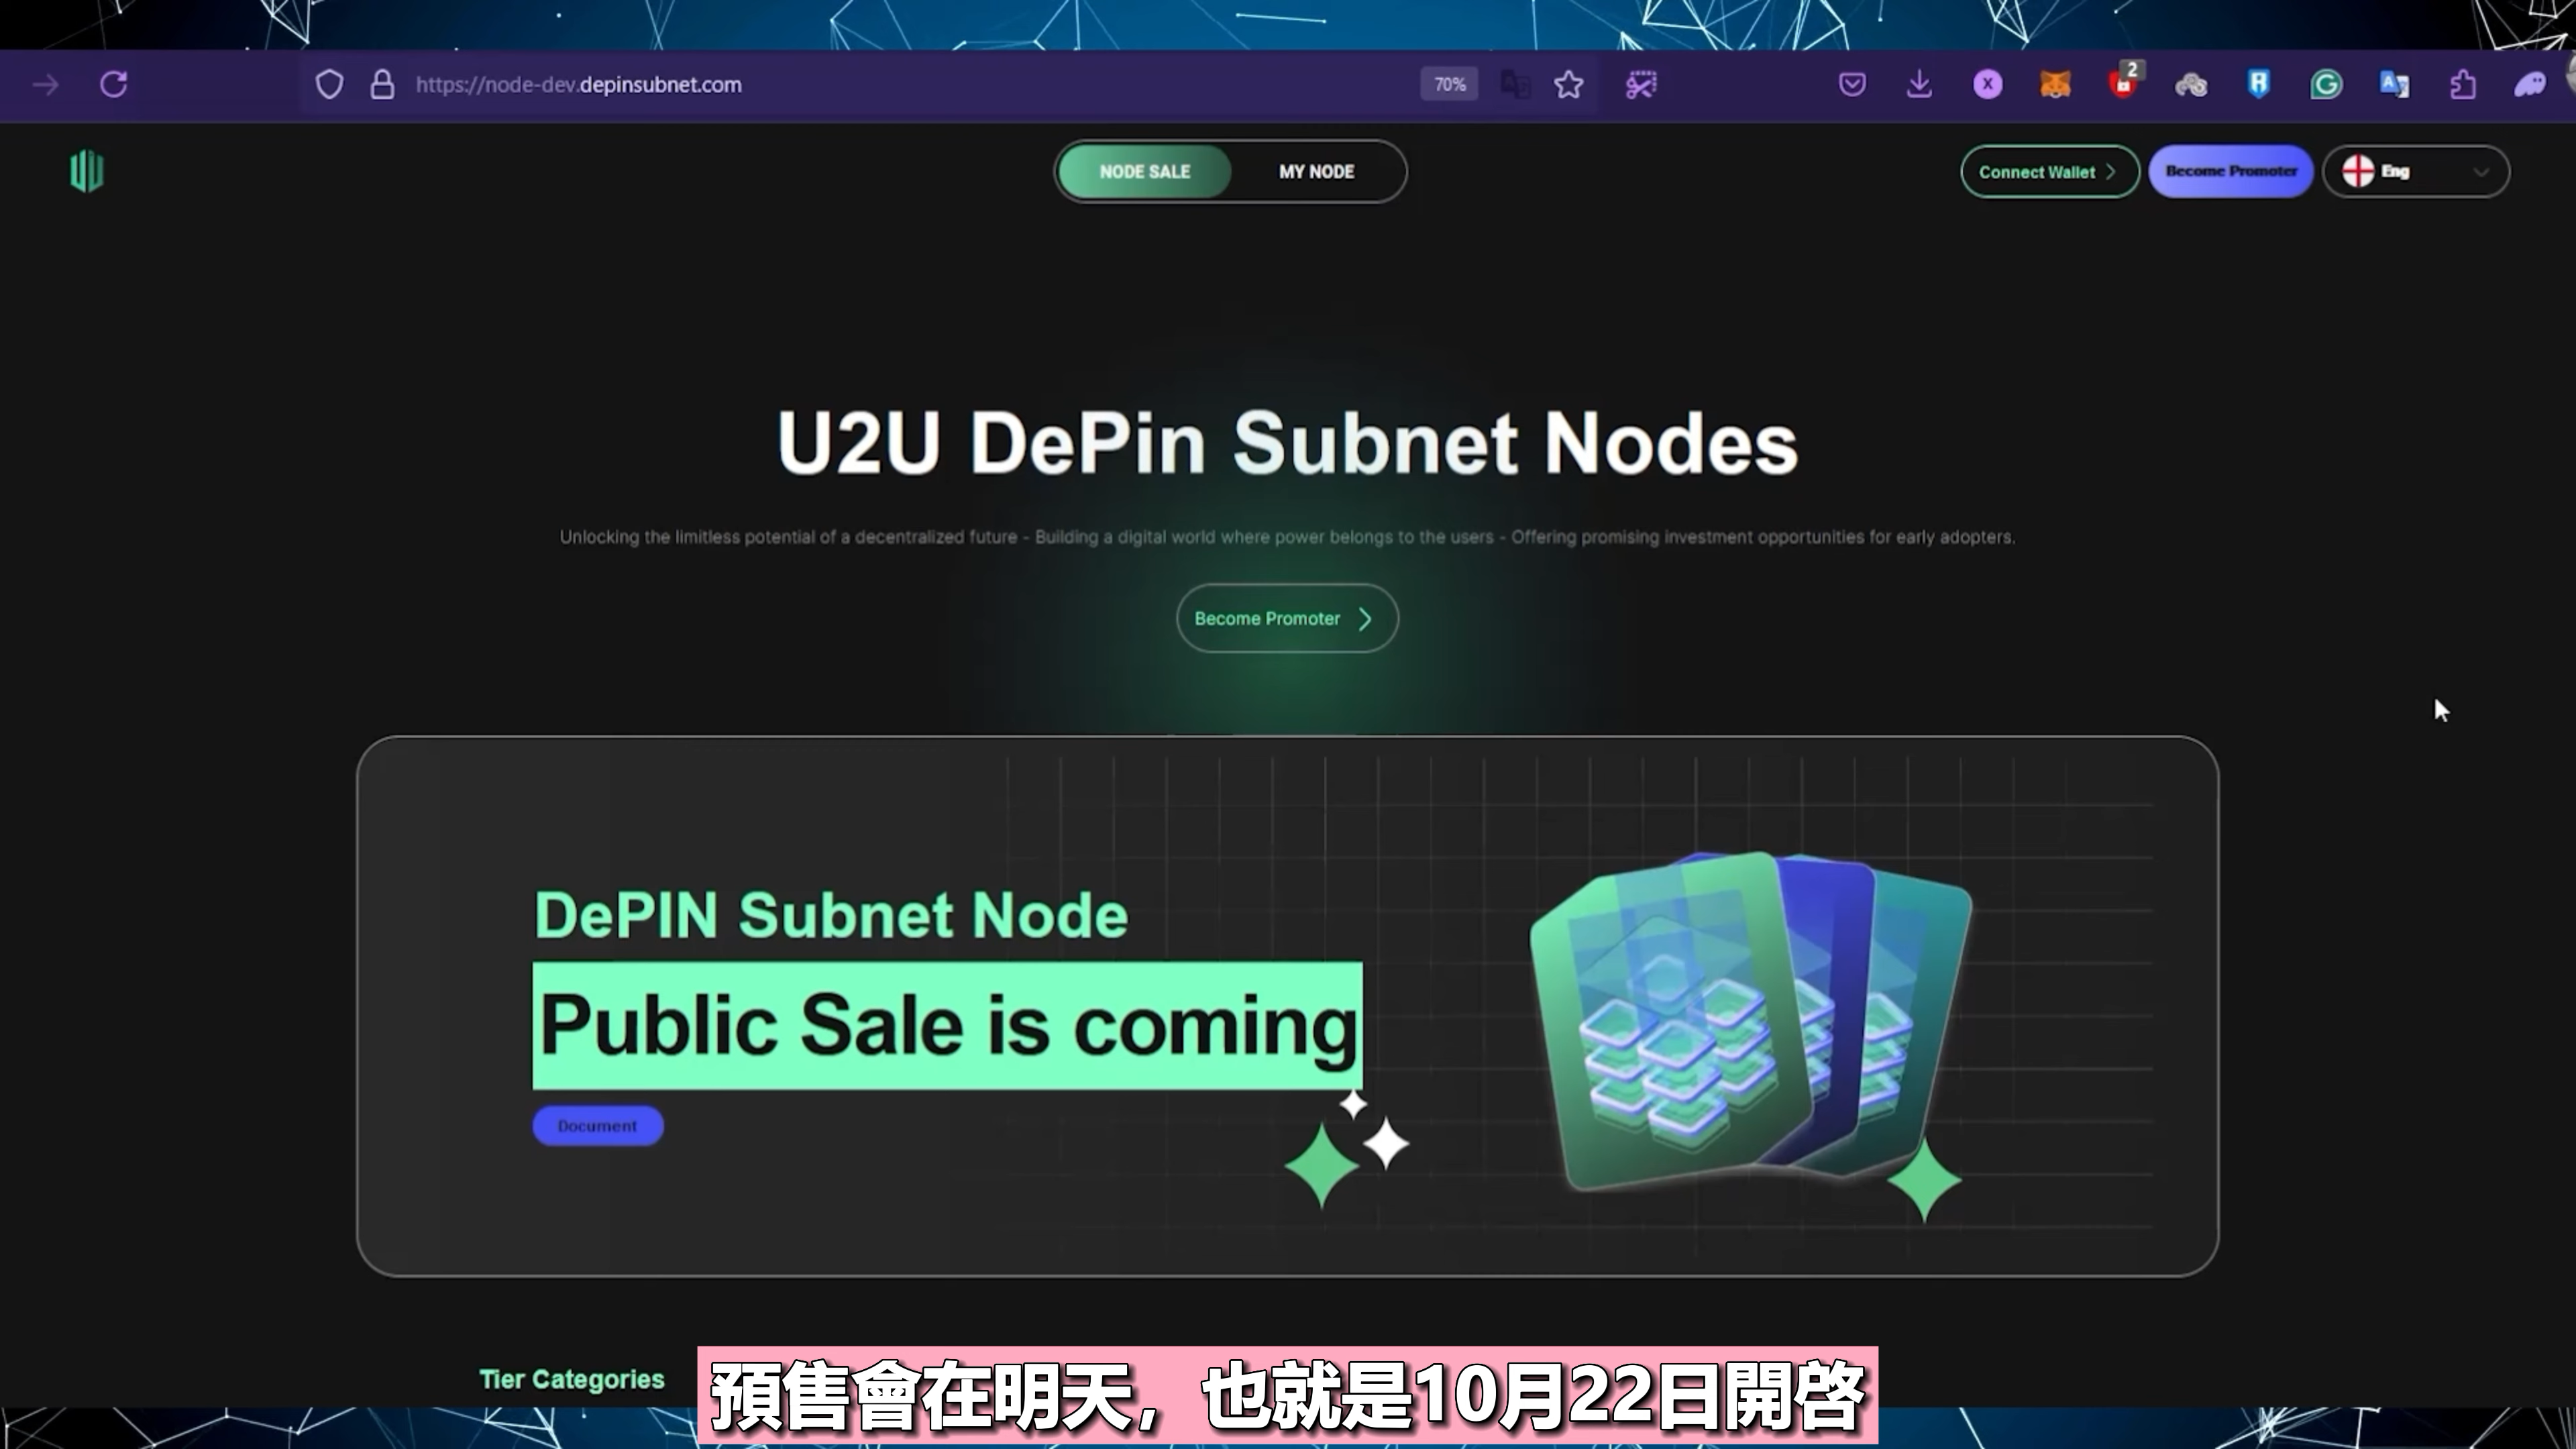 https://node-dev.depinsubnet.com
70%
2
NODE SALE
MY NODE
Connect Wallet
Become Promoter
Eng
U2U DePin Subnet Nodes
Unlocking the limitless potential of a decentralized future - Building a digital world where power belongs to the users - Offering promising investment opportunities for early adopters.
Become Promoter
DePIN Subnet Node
Public Sale is coming
Document
Tier Categories
預售會在明天，也就是10月22日開啓